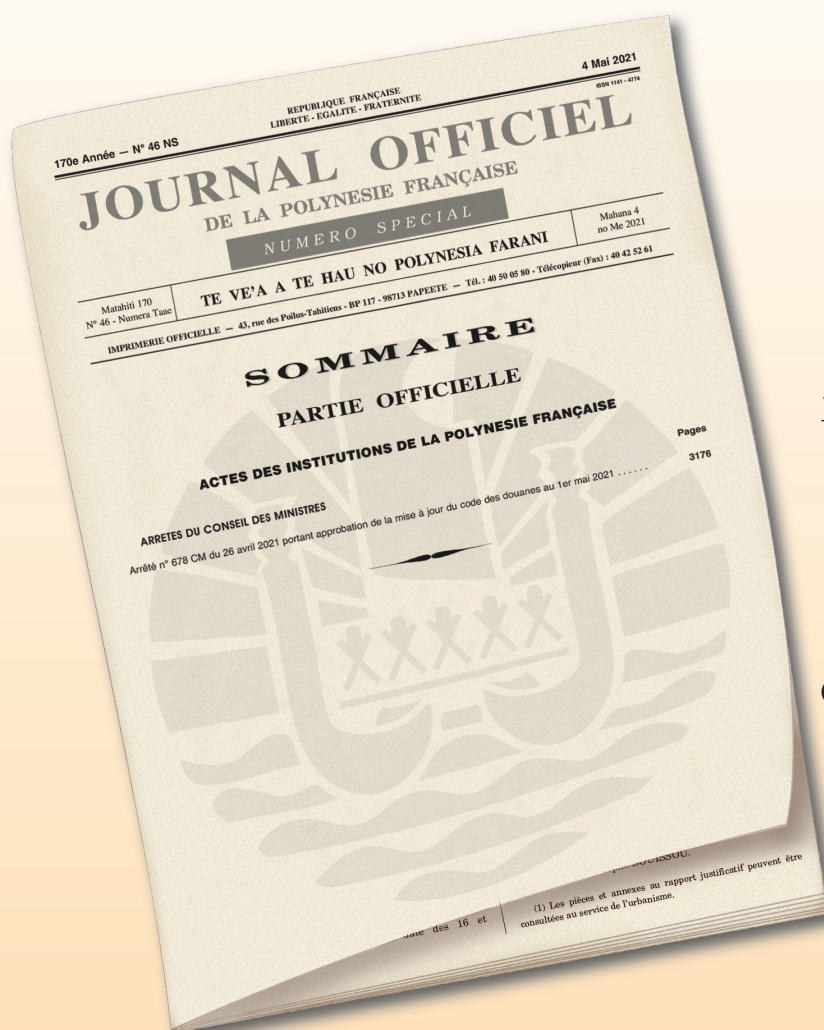 4 Mai 2021
REPUBLIQUE FRANÇAISE
LIBERTE - EGALITE - FRATERNITE
ISSN 1141 - 4774
170e Année — N° 46 NS
JOURNAL OFFICIEL
DE LA POLYNESIE FRANÇAISE
NUMERO SPECIAL
Matahiti 170
N° 46 - Numera Taae
TE VE'A A TE HAU NO POLYNESIA FARANI
Mahana 4
no Me 2021
IMPRIMERIE OFFICIELLE — 43, rue des Poilus-Tahitiens - BP 117 - 98713 PAPEETE — Tél. : 40 50 05 80 - Télécopieur (Fax) : 40 42 52 61
SOMMAIRE
PARTIE OFFICIELLE
ACTES DES INSTITUTIONS DE LA POLYNESIE FRANÇAISE
Pages
ARRETES DU CONSEIL DES MINISTRES
Arrêté n° 678 CM du 26 avril 2021 portant approbation de la mise à jour du code des douanes au 1er mai 2021 ...... 3176
des 16 et
(1) Les pièces et annexes au rapport justificatif peuvent être
consultées au service de l'urbanisme.